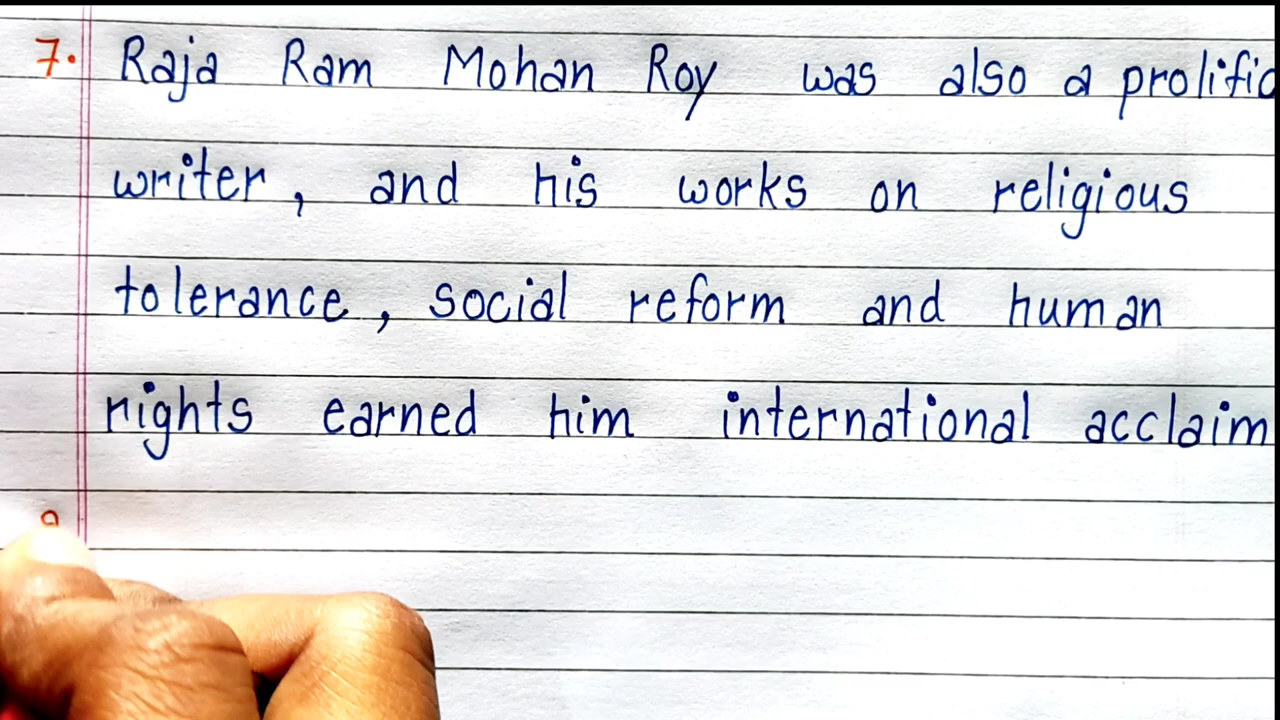 7. Raja Ram Mohan Roy was also a prolific
writer, and his works on religious
tolerance, social reform and human
rights earned him international acclaim